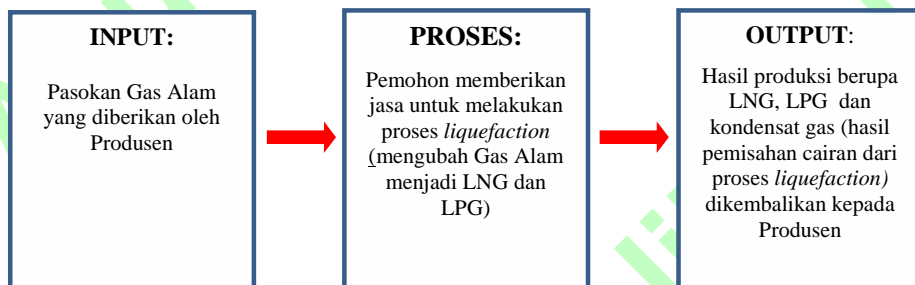 INPUT:
Pasokan Gas Alam
yang diberikan oleh
Produsen
PROSES:
Pemohon memberikan
jasa untuk melakukan
proses liquefaction
(mengubah Gas Alam
menjadi LNG dan
LPG)
OUTPUT:
Hasil produksi berupa
LNG, LPG dan
kondensat gas (hasil
pemisahan cairan dari
proses liquefaction)
dikembalikan kepada
Produsen